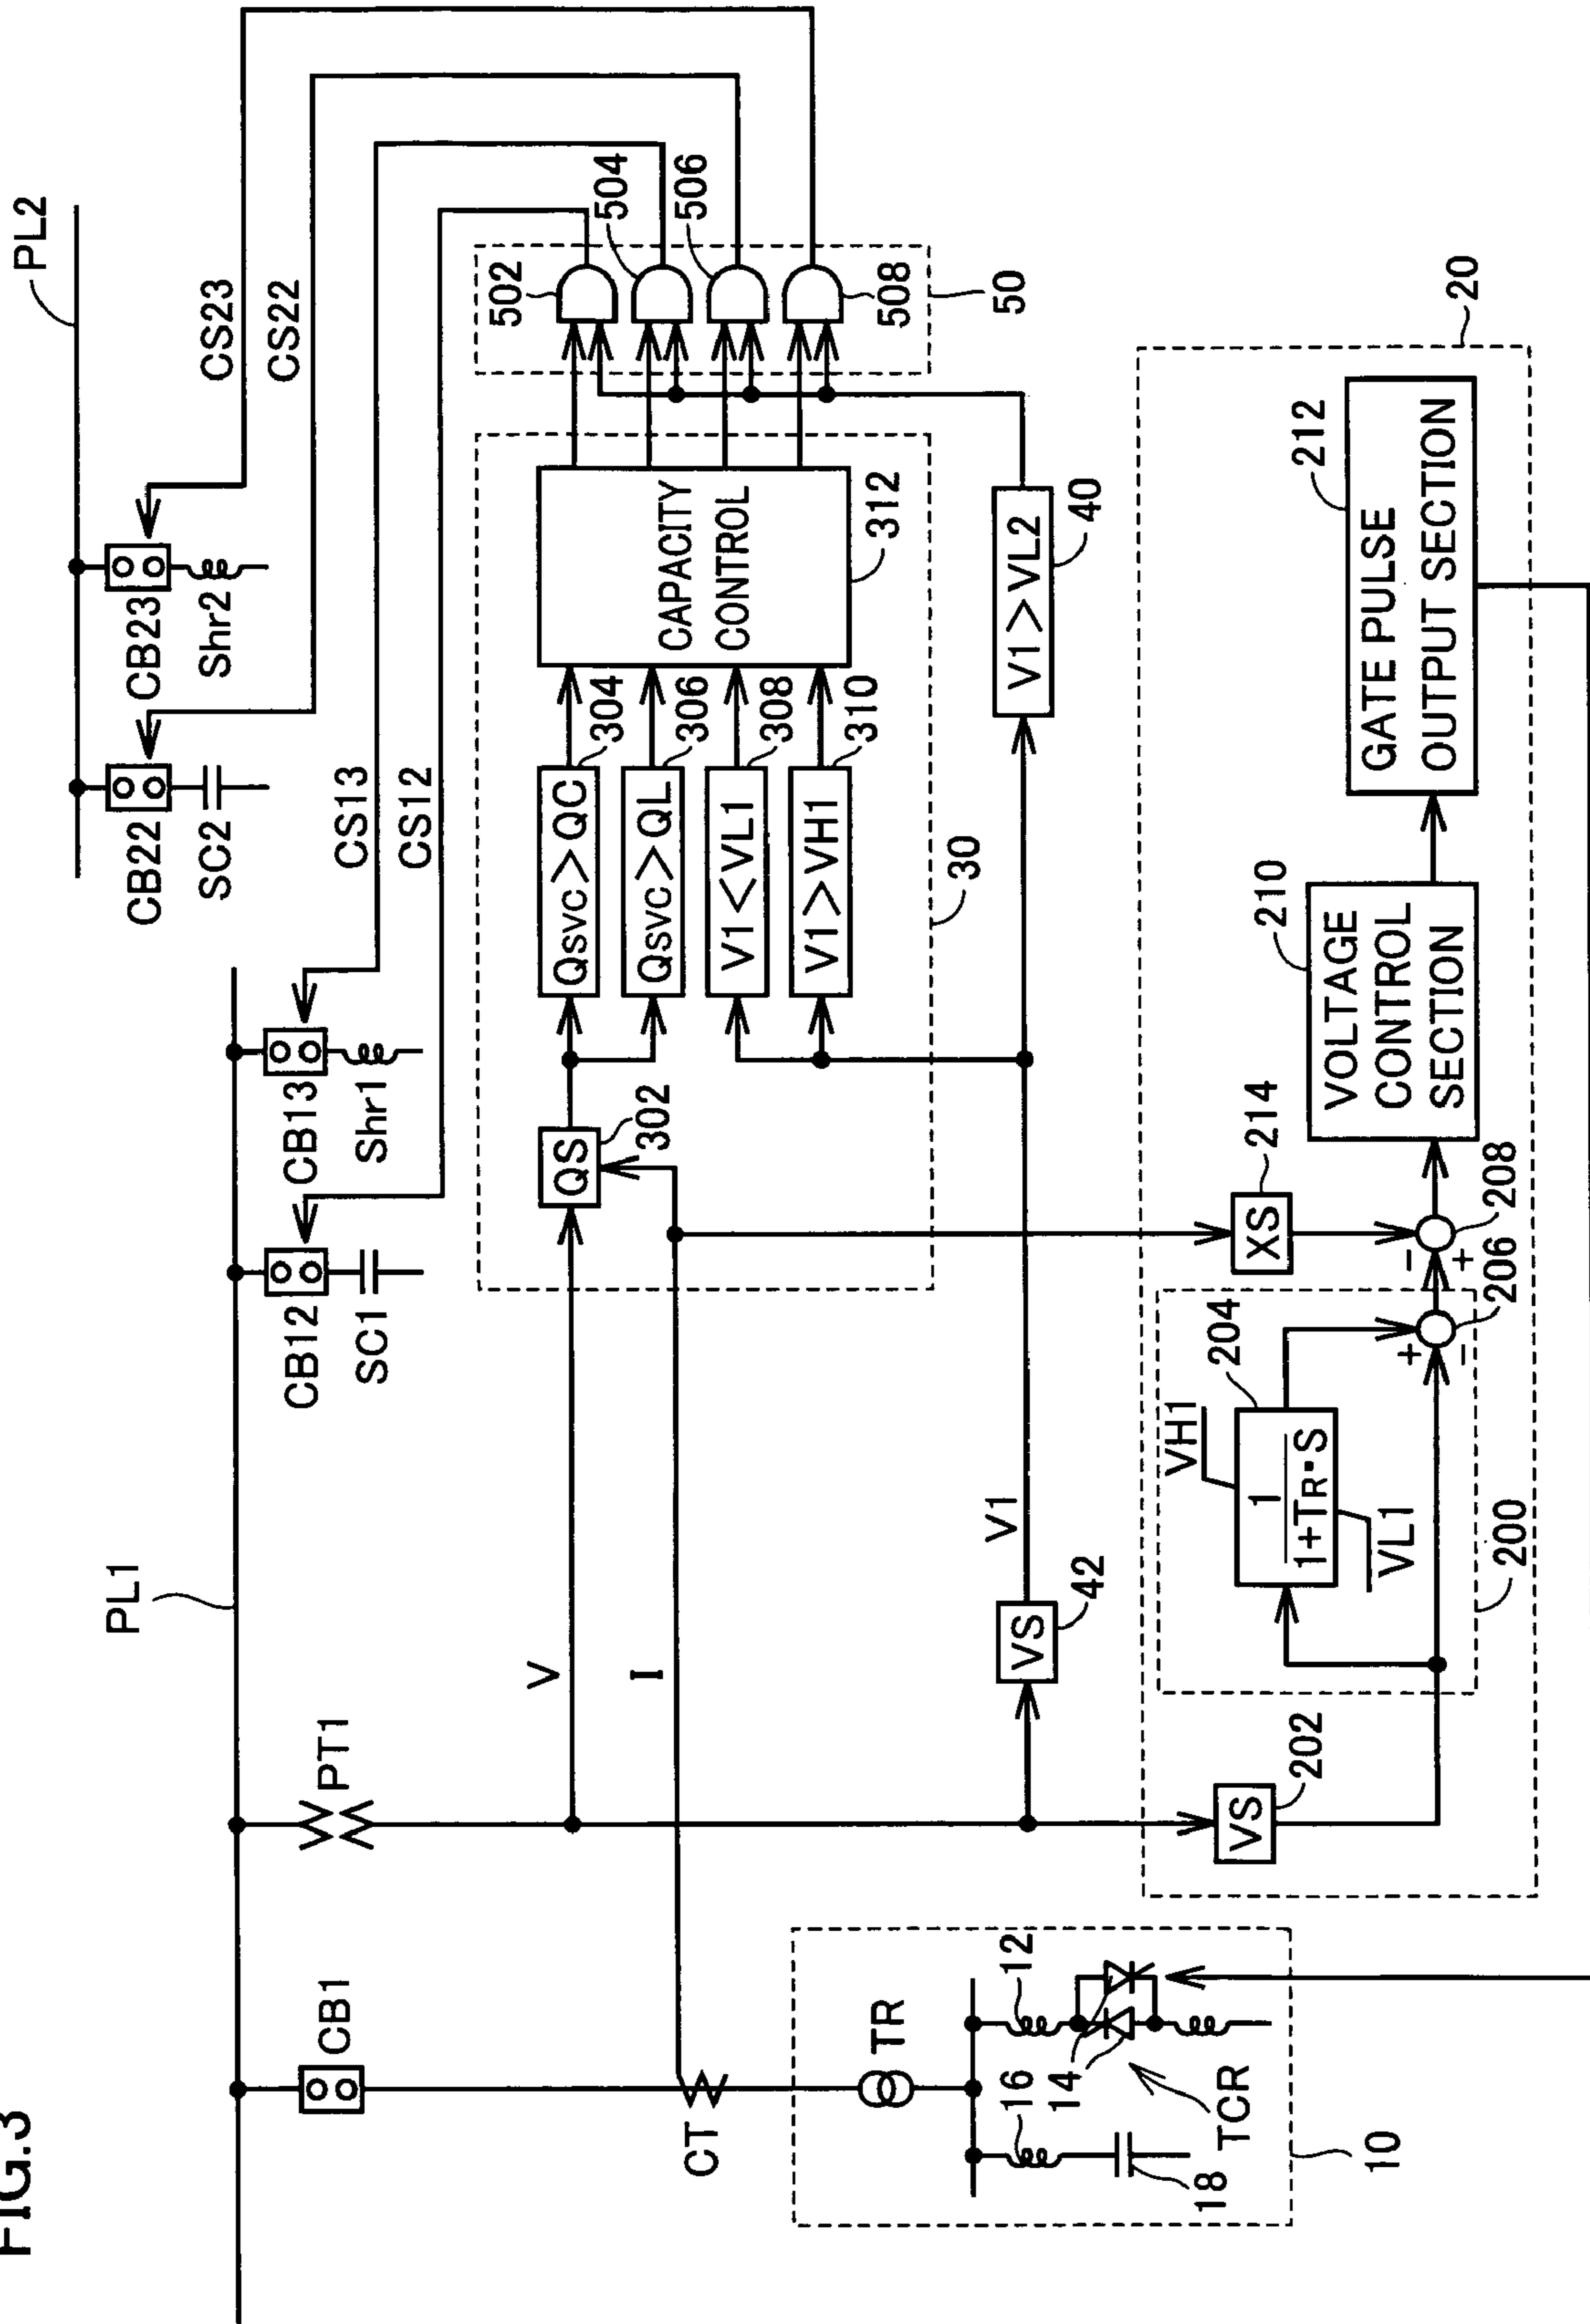 FIG.3
PL2
CS23
CS22
CB23
Shr2
CB22
SC2
CS13
CS12
PL1
CB13
Shr1
CB12
SC1
PT1
CB1
502
504
506
508
50
CAPACITY
CONTROL
312
QSVC>QC
304
QSVC>QL
306
V1<VL1
308
V1>VH1
310
QS
302
30
V1>VL2
40
V
I
V1
VS
42
CT
TR
12
14
16
18
TCR
10
20
GATE PULSE
OUTPUT SECTION
212
VOLTAGE
CONTROL
SECTION
210
XS
214
208
-
+
206
+
-
204
VH1
1
1+TR·S
VL1
200
VS
202